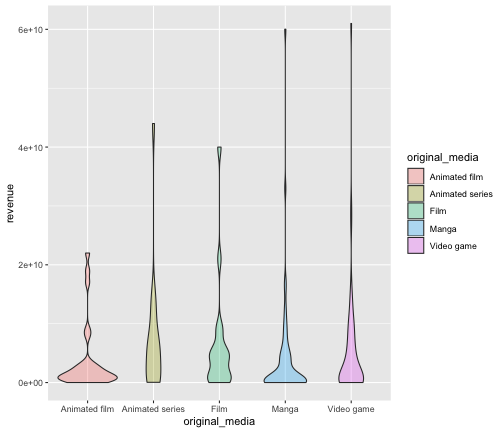 6e+10
4e+10
2e+10
0e+00
revenue
Animated film Animated series Film Manga Video game
original_media
original_media
Animated film
Animated series
Film
Manga
Video game